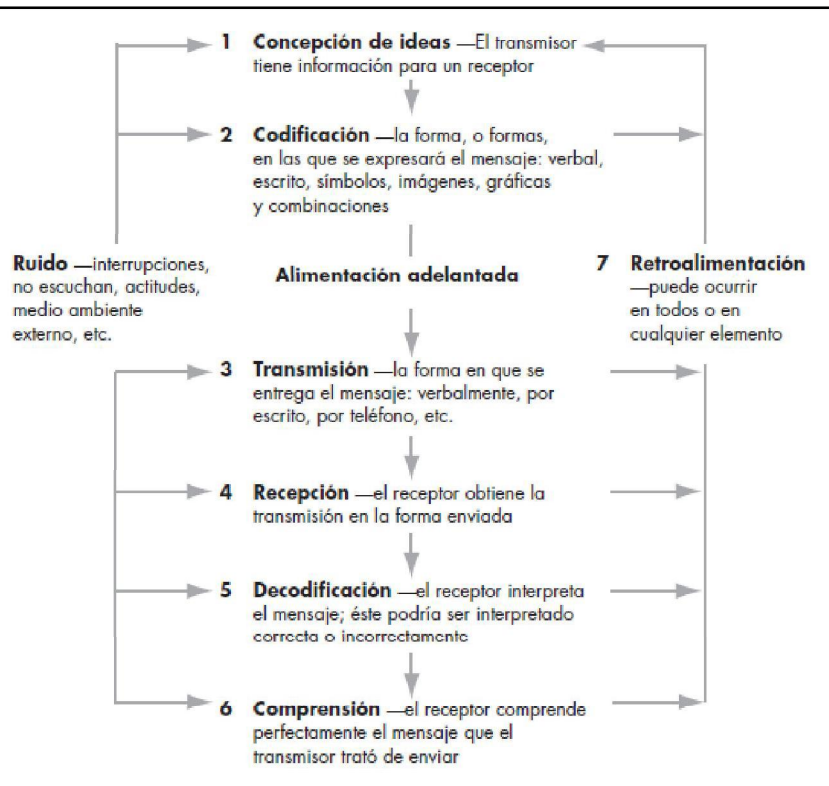 1 Concepción de ideas —El transmisor
tiene información para un receptor
2 Codificación —la forma, o formas,
en las que se expresará el mensaje: verbal,
escrito, símbolos, imágenes, gráficas
y combinaciones
Ruido —interrupciones,
no escuchan, actitudes,
medio ambiente
externo, etc.
Alimentación adelantada
7 Retroalimentación
—puede ocurrir
en todos o en
cualquier elemento
3 Transmisión —la forma en que se
entrega el mensaje: verbalmente, por
escrito, por teléfono, etc.
4 Recepción —el receptor obtiene la
transmisión en la forma enviada
5 Decodificación —el receptor interpreta
el mensaje; éste podría ser interpretado
correcta o incorrectamente
6 Comprensión —el receptor comprende
perfectamente el mensaje que el
transmisor trató de enviar